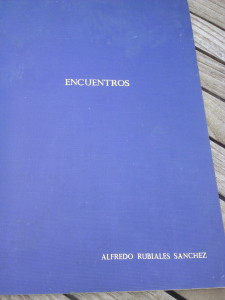 ENCUENTROS
ALFREDO RUBIALES SANCHEZ